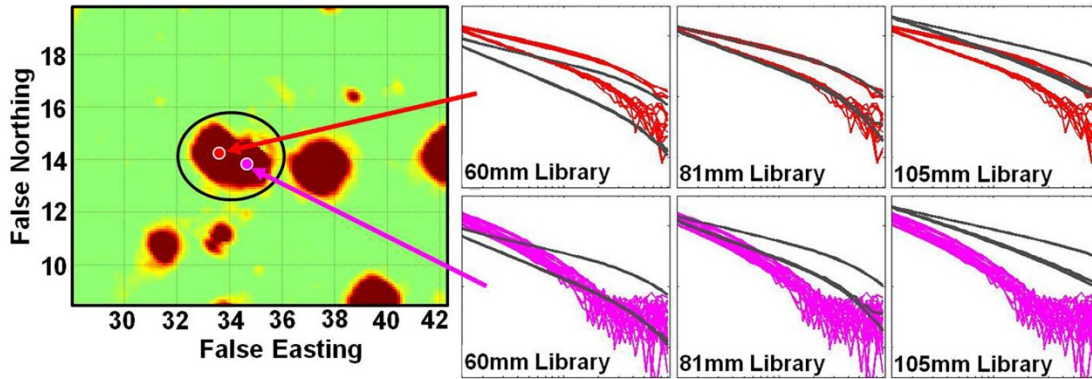 False Northing
18
16
14
12
10
30 32 34 36 38 40 42
False Easting
60mm Library
81mm Library
105mm Library
60mm Library
81mm Library
105mm Library